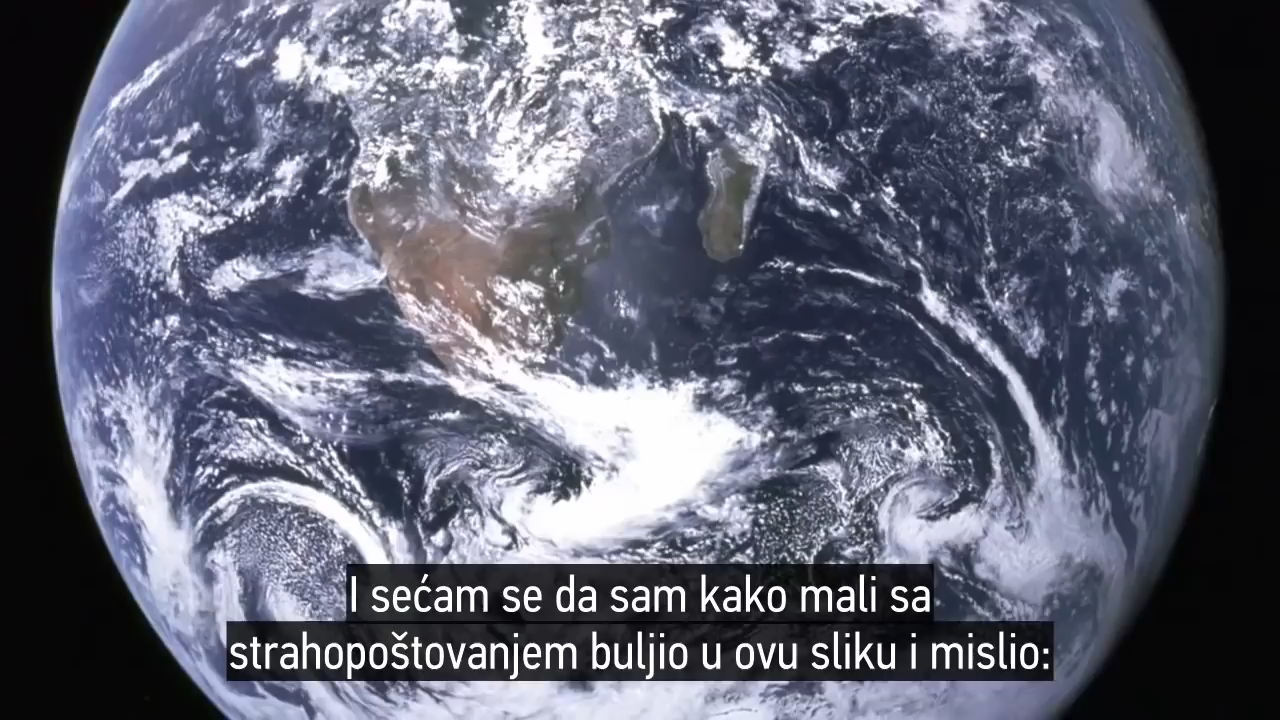 I sećam se da sam kako mali sa
strahopoštovanjem buljio u ovu sliku i mislio: